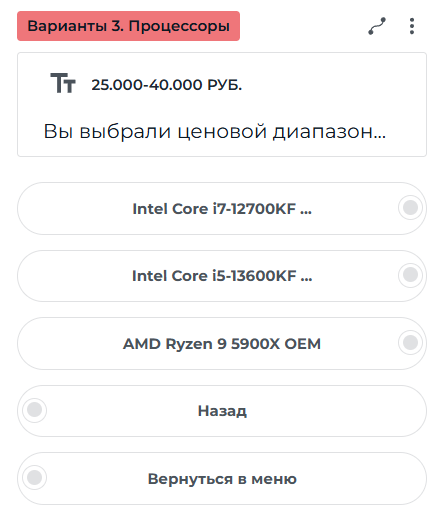 Варианты 3. Процессоры
Тт 25.000-40.000 РУБ.
Вы выбрали ценовой диапазон...
Intel Core i7-12700KF ...
Intel Core i5-13600KF ...
AMD Ryzen 9 5900X OEM
Назад
Вернуться в меню